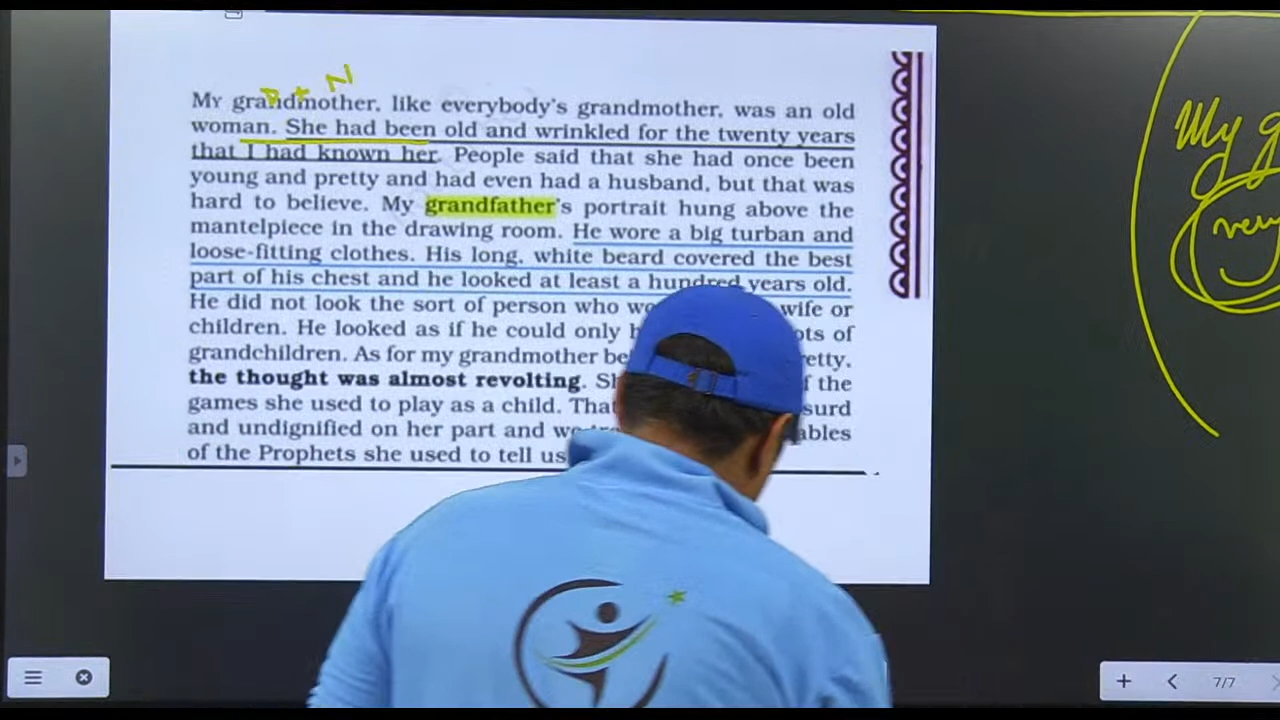 P + N
My grandmother, like everybody's grandmother, was an old
woman. She had been old and wrinkled for the twenty years
that I had known her. People said that she had once been
young and pretty and had even had a husband, but that was
hard to believe. My grandfather's portrait hung above the
mantelpiece in the drawing room. He wore a big turban and
loose-fitting clothes. His long, white beard covered the best
part of his chest and he looked at least a hundred years old.
He did not look the sort of person who wife or
children. He looked as if he could only
grandchildren. As for my grandmother
the thought was almost revolting. the
games she used to play as a child. That
and undignified on her part and
of the Prophets she used to tell us
My g
very
7/7